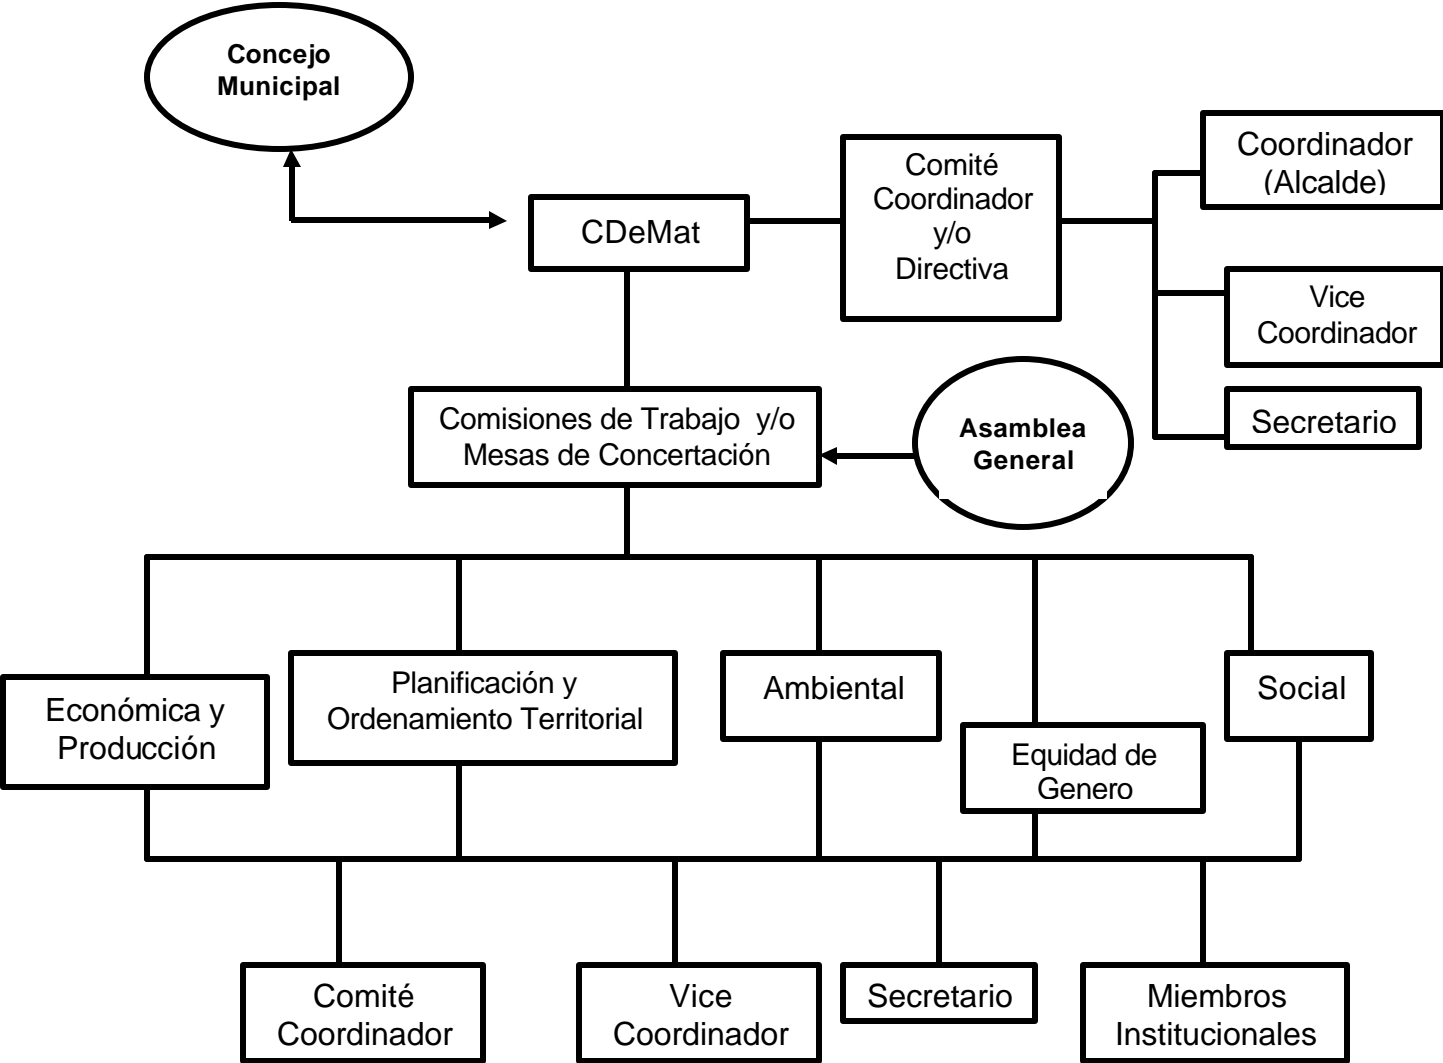 Concejo
Municipal
Coordinador
(Alcalde)
Comité
Coordinador
y/o
Directiva
CDeMat
Vice
Coordinador
Comisiones de Trabajo  y/o
Mesas de Concertación
Asamblea
General
Secretario
Económica y
Producción
Planificación y
Ordenamiento Territorial
Ambiental
Equidad de
Genero
Social
Comité
Coordinador
Vice
Coordinador
Secretario
Miembros
Institucionales